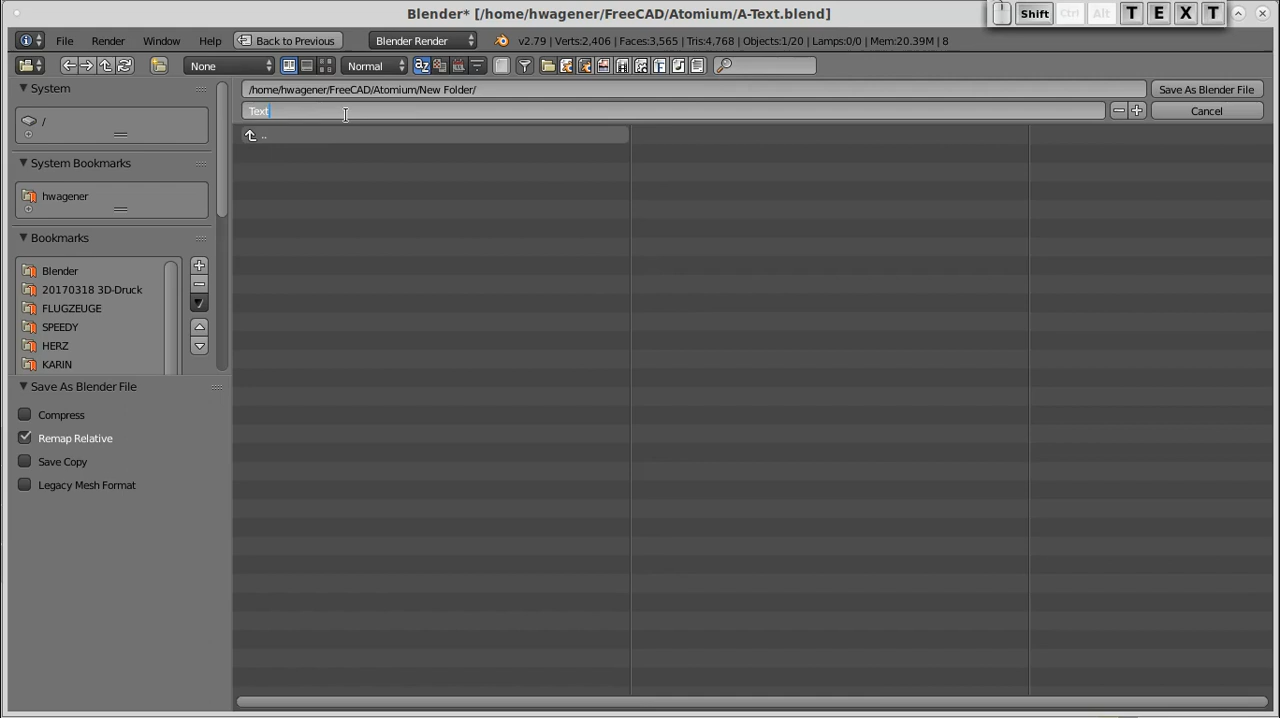 Blender* [/home/hwagener/FreeCAD/Atomium/A-Text.blend]
Shift Ctrl Alt T E X T
File Render Window Help Back to Previous Blender Render v2.79 | Verts:2,406 | Faces:3,565 | Tris:4,768 | Objects:1/20 | Lamps:0/0 | Mem:20.39M | 8
None Normal
System
/home/hwagener/FreeCAD/Atomium/New Folder/ Save As Blender File
Text Cancel
/
..
System Bookmarks
hwagener
Bookmarks
Blender
20170318 3D-Druck
FLUGZEUGE
SPEEDY
HERZ
KARIN
Save As Blender File
Compress
Remap Relative
Save Copy
Legacy Mesh Format